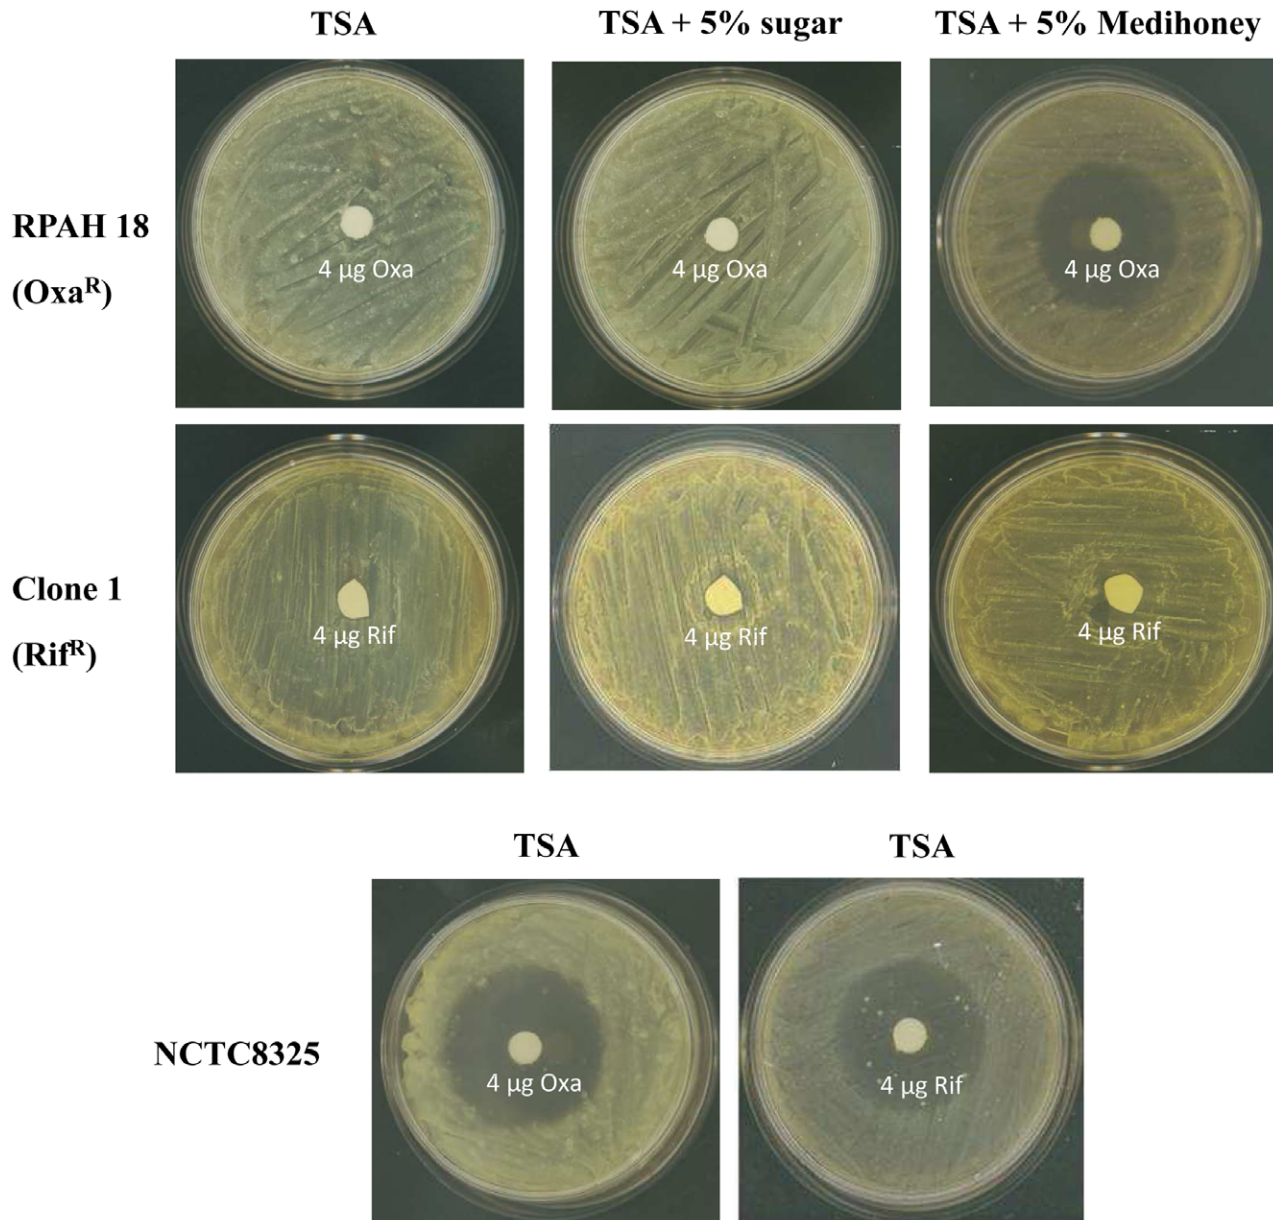 TSA
TSA + 5% sugar
TSA + 5% Medihoney
RPAH 18
(Oxaᴿ)
4 µg Oxa
4 µg Oxa
4 µg Oxa
Clone 1
(Rifᴿ)
4 µg Rif
4 µg Rif
4 µg Rif
TSA
TSA
NCTC8325
4 µg Oxa
4 µg Rif